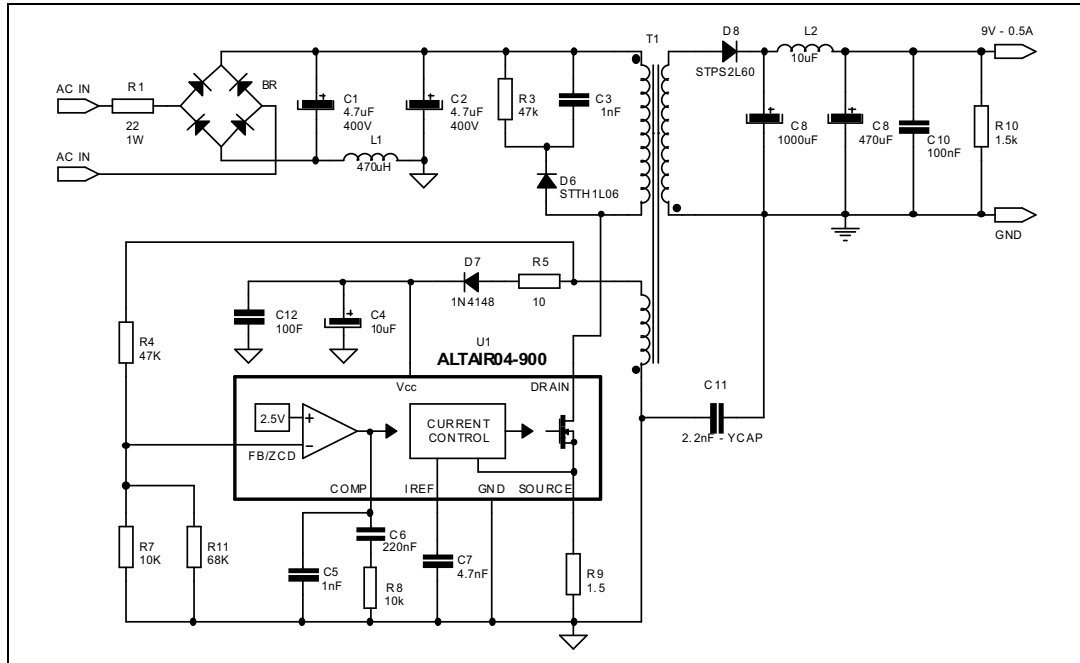 AC IN
R1
22
1W
AC IN
BR
C1
4.7uF
400V
L1
470uH
C2
4.7uF
400V
R3
47k
C3
1nF
D6
STTH1L06
T1
D8
STPS2L60
L2
10uF
9V - 0.5A
C8
1000uF
C8
470uF
C10
100nF
R10
1.5k
GND
D7
1N4148
R5
10
C12
100F
C4
10uF
R4
47K
U1
ALTAIR04-900
Vcc
DRAIN
2.5V
+
−
FB/ZCD
CURRENT
CONTROL
COMP
IREF
GND
SOURCE
C11
2.2nF - YCAP
R7
10K
R11
68K
C5
1nF
C6
220nF
R8
10k
C7
4.7nF
R9
1.5